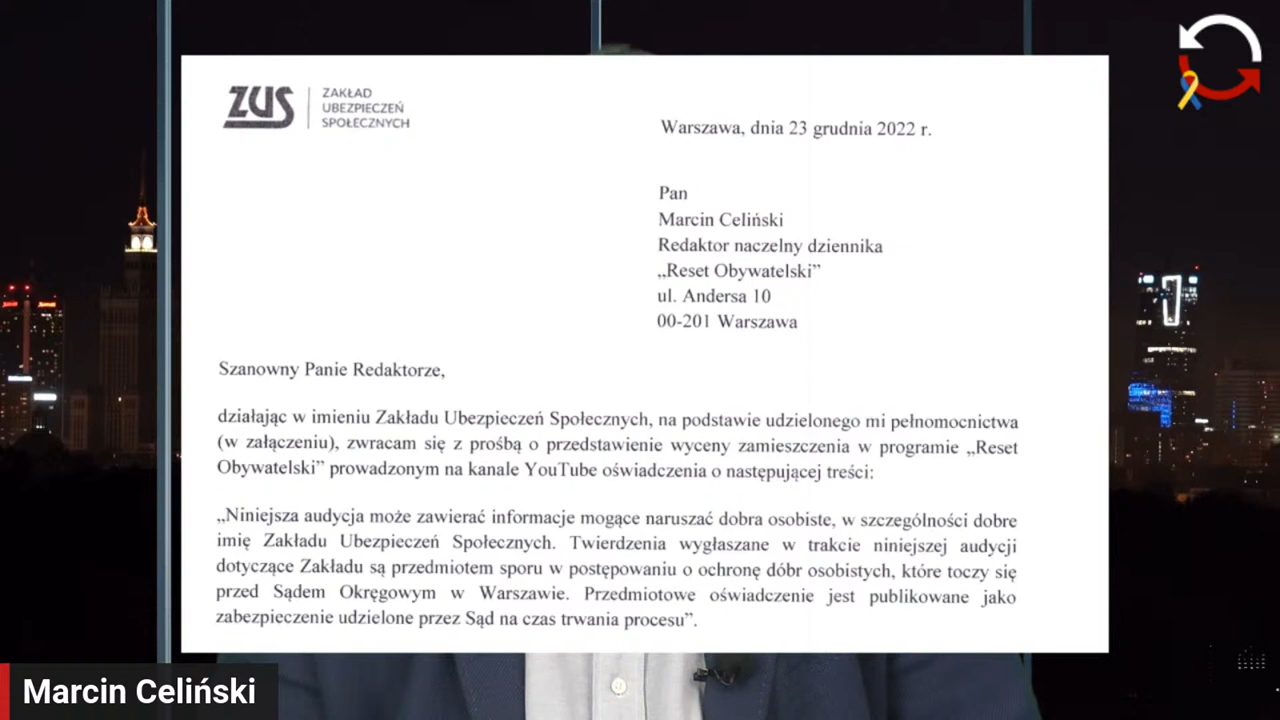 ZUS
ZAKŁAD
UBEZPIECZEŃ
SPOŁECZNYCH
Warszawa, dnia 23 grudnia 2022 r.
Pan
Marcin Celiński
Redaktor naczelny dziennika
„Reset Obywatelski”
ul. Andersa 10
00-201 Warszawa
Szanowny Panie Redaktorze,
działając w imieniu Zakładu Ubezpieczeń Społecznych, na podstawie udzielonego mi pełnomocnictwa
(w załączeniu), zwracam się z prośbą o przedstawienie wyceny zamieszczenia w programie „Reset
Obywatelski” prowadzonym na kanale YouTube oświadczenia o następującej treści:
„Niniejsza audycja może zawierać informacje mogące naruszać dobra osobiste, w szczególności dobre
imię Zakładu Ubezpieczeń Społecznych. Twierdzenia wygłaszane w trakcie niniejszej audycji
dotyczące Zakładu są przedmiotem sporu w postępowaniu o ochronę dóbr osobistych, które toczy się
przed Sądem Okręgowym w Warszawie. Przedmiotowe oświadczenie jest publikowane jako
zabezpieczenie udzielone przez Sąd na czas trwania procesu”.
Marcin Celiński